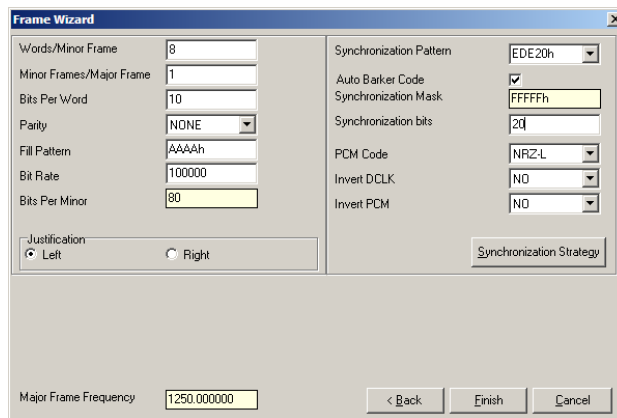 Frame Wizard
Words/Minor Frame 8
Minor Frames/Major Frame 1
Bits Per Word 10
Parity NONE
Fill Pattern AAAAh
Bit Rate 100000
Bits Per Minor 80
Justification
Left Right
Synchronization Pattern EDE20h
Auto Barker Code
Synchronization Mask FFFFFh
Synchronization bits 20
PCM Code NRZ-L
Invert DCLK NO
Invert PCM NO
Synchronization Strategy
Major Frame Frequency 1250.000000
< Back Finish Cancel